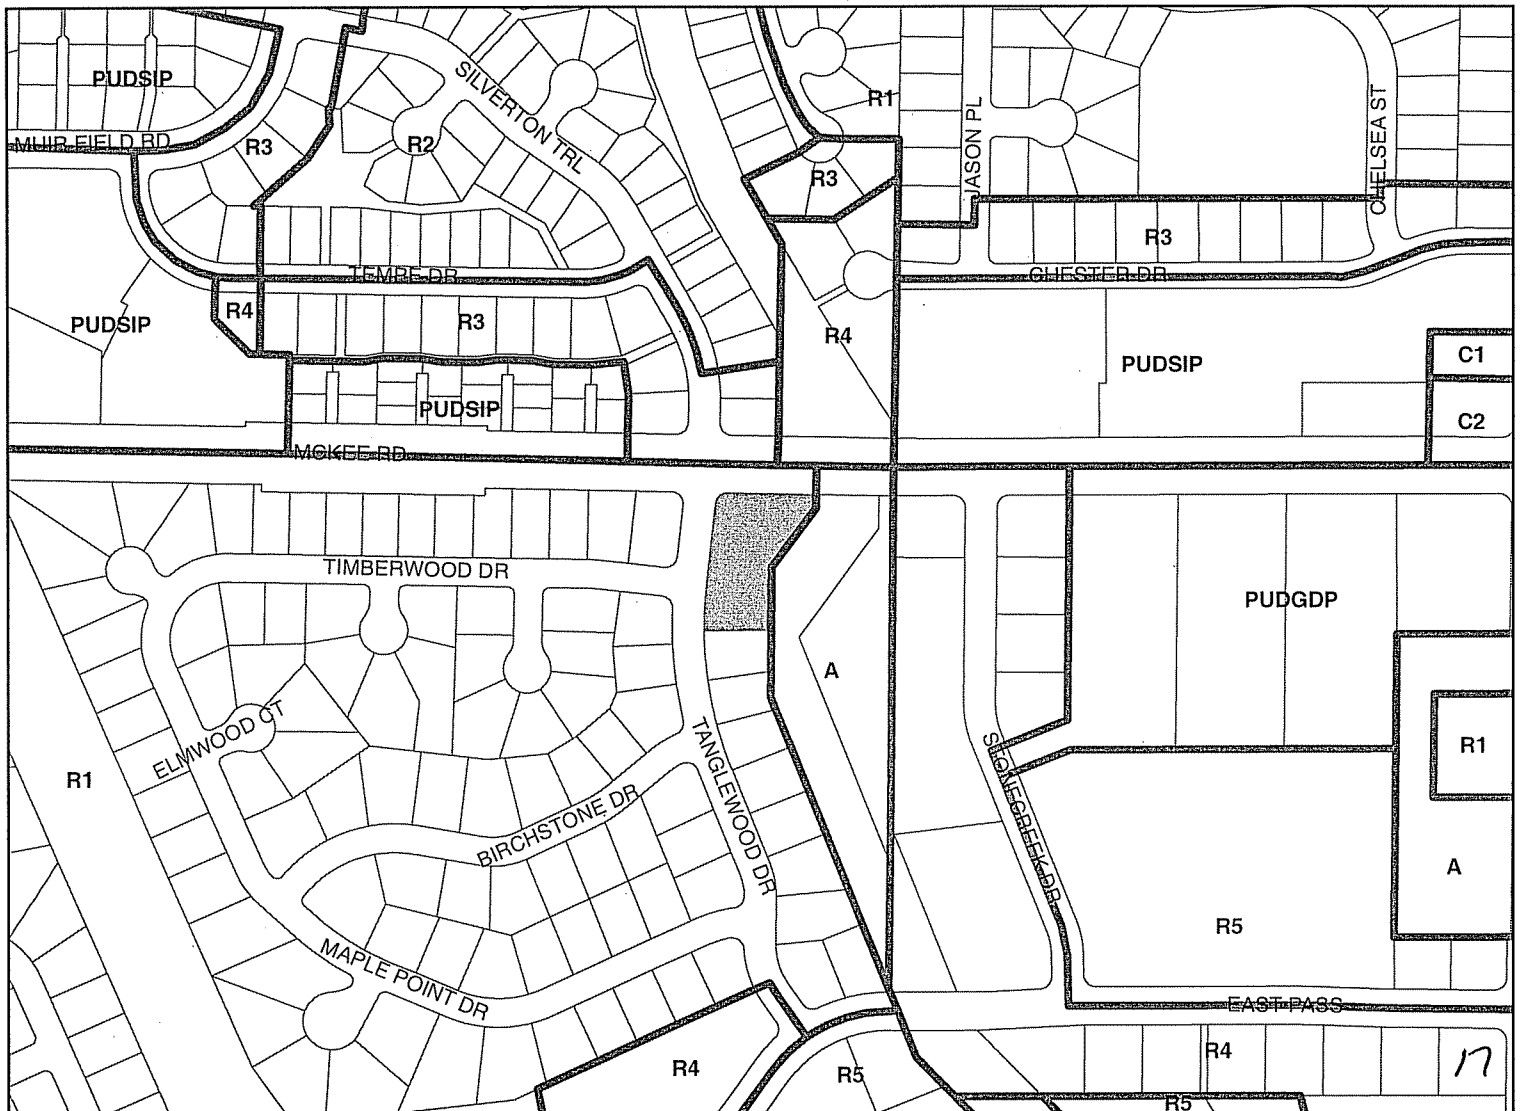 PUDSIP
MUIR FIELD RD
R3
R2
SILVERTON TRL
R1
JASON PL
CHELSEA ST
R3
R3
TEMPE DR
CHESTER DR
PUDSIP
R4
R3
R4
PUDSIP
C1
PUDSIP
C2
MCKEE RD
TIMBERWOOD DR
PUDGDP
A
ELMWOOD CT
R1
TANGLEWOOD DR
STONECREEK DR
R1
BIRCHSTONE DR
A
R5
MAPLE POINT DR
EAST PASS
R4
R5
R4
17
R5